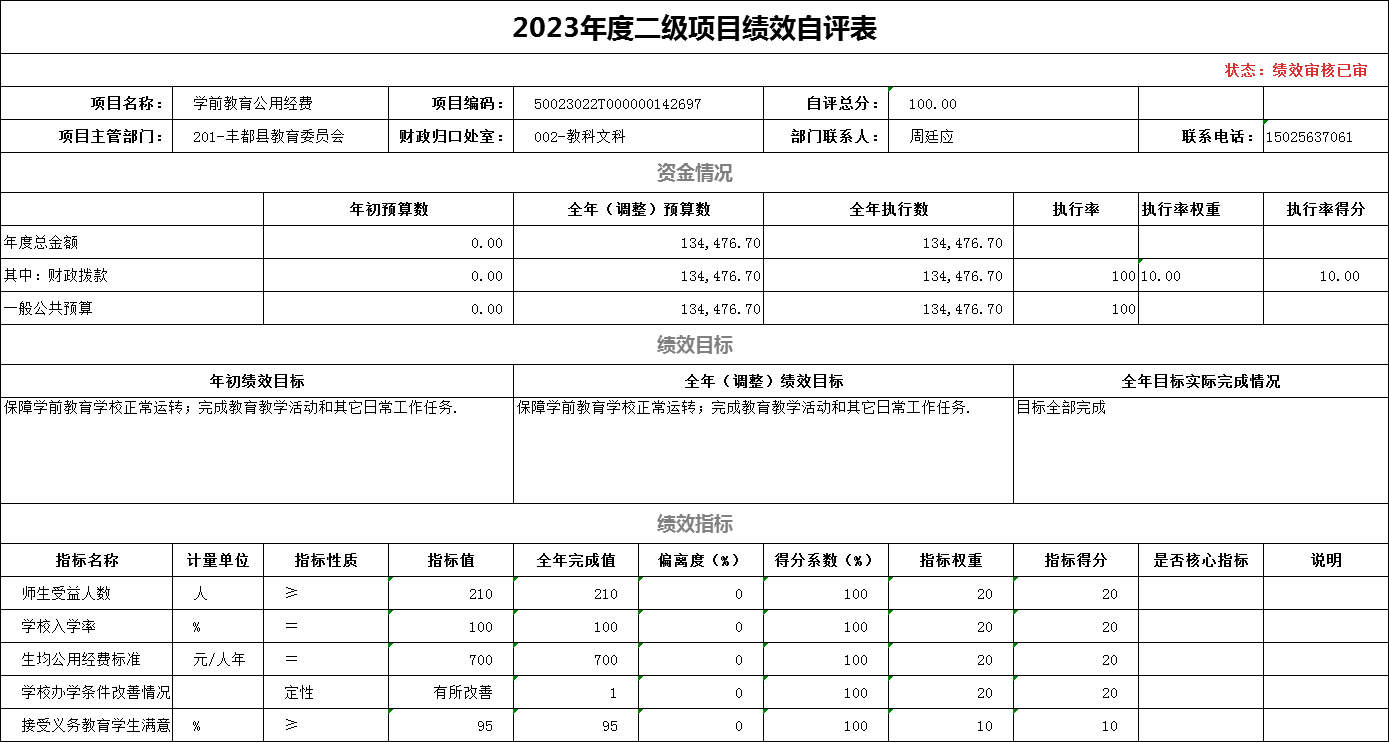 2023年度二级项目绩效自评表
状态：绩效审核已审
项目名称： 学前教育公用经费 项目编码： 50023022T000000142697 自评总分： 100.00
项目主管部门： 201-丰都县教育委员会 财政归口处室： 002-教科文科 部门联系人： 周廷应 联系电话： 15025637061
资金情况
年初预算数 全年（调整）预算数 全年执行数 执行率 执行率权重 执行率得分
年度总金额 0.00 134,476.70 134,476.70
其中：财政拨款 0.00 134,476.70 134,476.70 100 10.00 10.00
一般公共预算 0.00 134,476.70 134,476.70 100
绩效目标
年初绩效目标 全年（调整）绩效目标 全年目标实际完成情况
保障学前教育学校正常运转；完成教育教学活动和其它日常工作任务. 保障学前教育学校正常运转；完成教育教学活动和其它日常工作任务. 目标全部完成
绩效指标
指标名称 计量单位 指标性质 指标值 全年完成值 偏离度（%） 得分系数（%） 指标权重 指标得分 是否核心指标 说明
师生受益人数 人 ≥ 210 210 0 100 20 20
学校入学率 % ＝ 100 100 0 100 20 20
生均公用经费标准 元/人年 ＝ 700 700 0 100 20 20
学校办学条件改善情况 定性 有所改善 1 0 100 20 20
接受义务教育学生满意 % ≥ 95 95 0 100 10 10